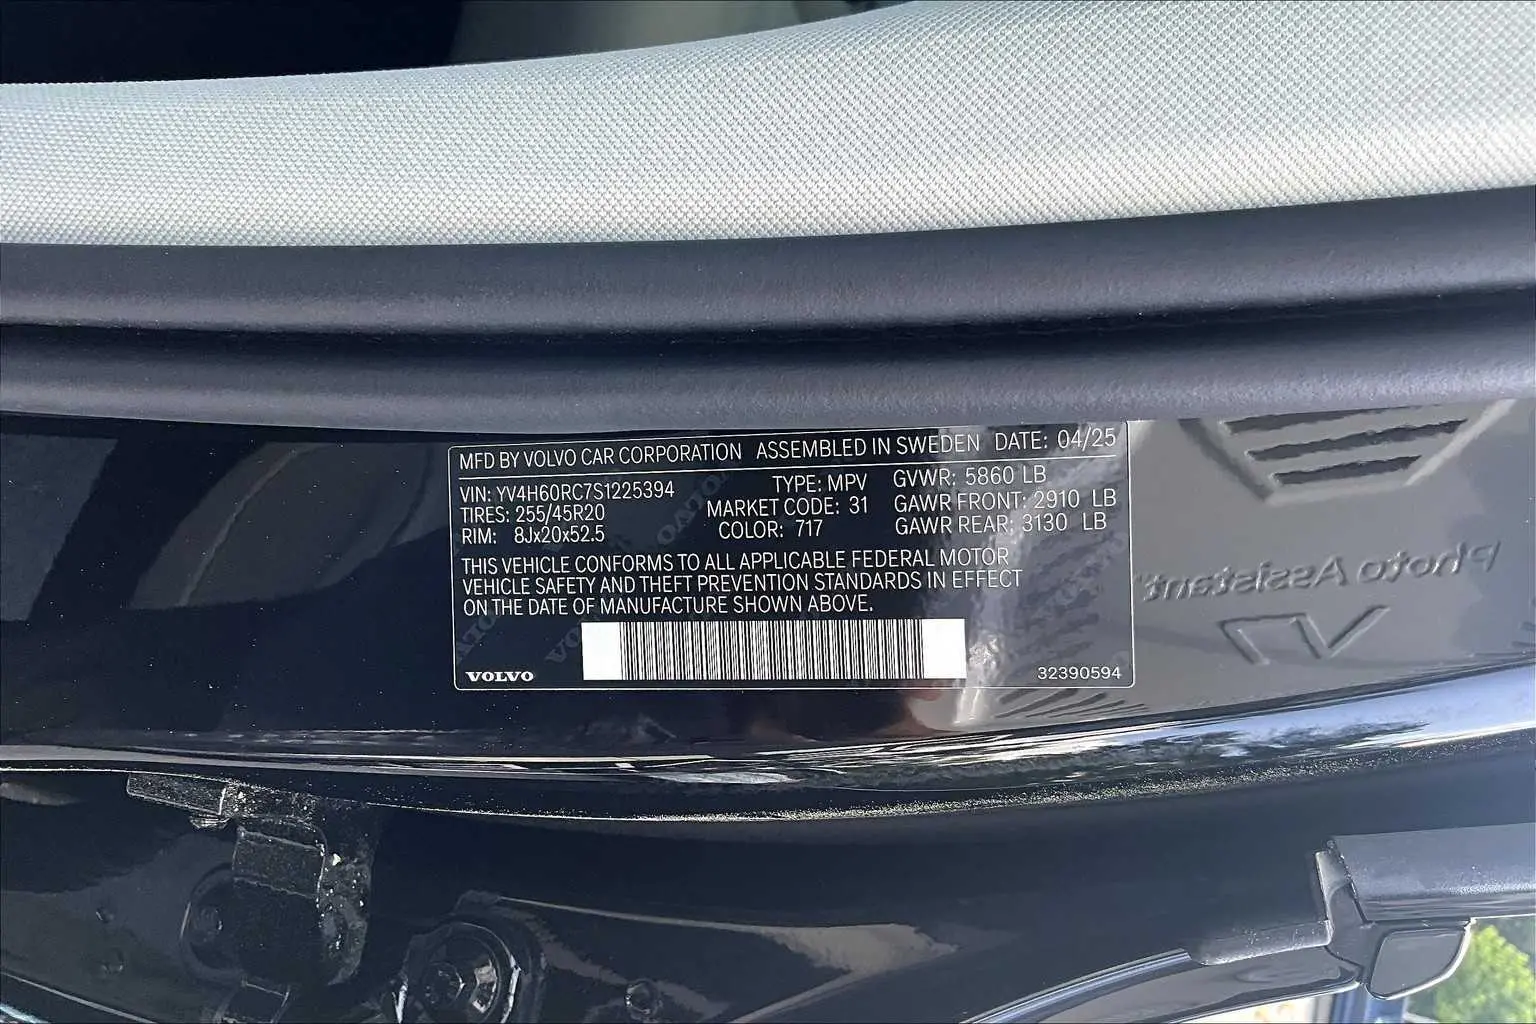 MFD BY VOLVO CAR CORPORATION ASSEMBLED IN SWEDEN DATE: 04/25
VIN: YV4H60RC7S1225394 TYPE: MPV GVWR: 5860 LB
TIRES: 255/45R20 MARKET CODE: 31 GAWR FRONT: 2910 LB
RIM: 8Jx20x52.5 COLOR: 717 GAWR REAR: 3130 LB
THIS VEHICLE CONFORMS TO ALL APPLICABLE FEDERAL MOTOR
VEHICLE SAFETY AND THEFT PREVENTION STANDARDS IN EFFECT
ON THE DATE OF MANUFACTURE SHOWN ABOVE.
VOLVO 32390594
Photo Assistant